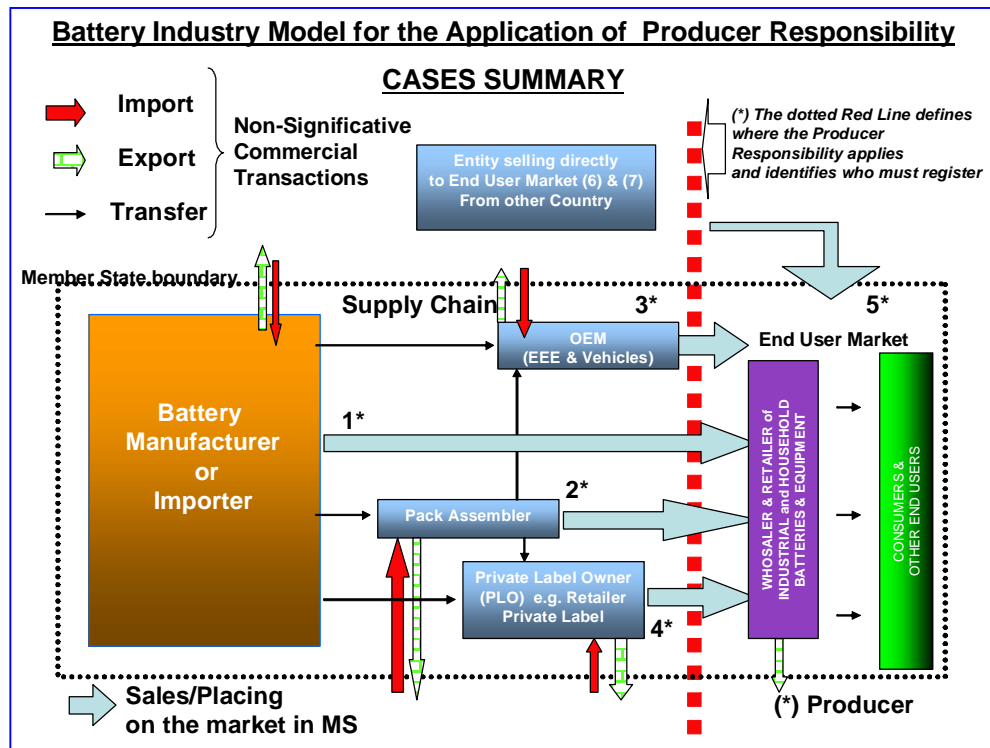 Battery Industry Model for the Application of  Producer Responsibility
CASES SUMMARY
Import
Export
Transfer
Non-Significative
Commercial
Transactions
Entity selling directly
to End User Market (6) & (7)
From other Country
(*) The dotted Red Line defines
where the Producer
Responsibility applies
and identifies who must register
Member State boundary
Supply Chain
3*
5*
OEM
(EEE & Vehicles)
End User Market
Battery
Manufacturer
or
Importer
1*
2*
Pack Assembler
Private Label Owner
(PLO)  e.g. Retailer
Private Label
4*
WHOSALER & RETAILER of
INDUSTRIAL and HOUSEHOLD
BATTERIES & EQUIPMENT
CONSUMERS &
OTHER END USERS
Sales/Placing
on the market in MS
(*) Producer